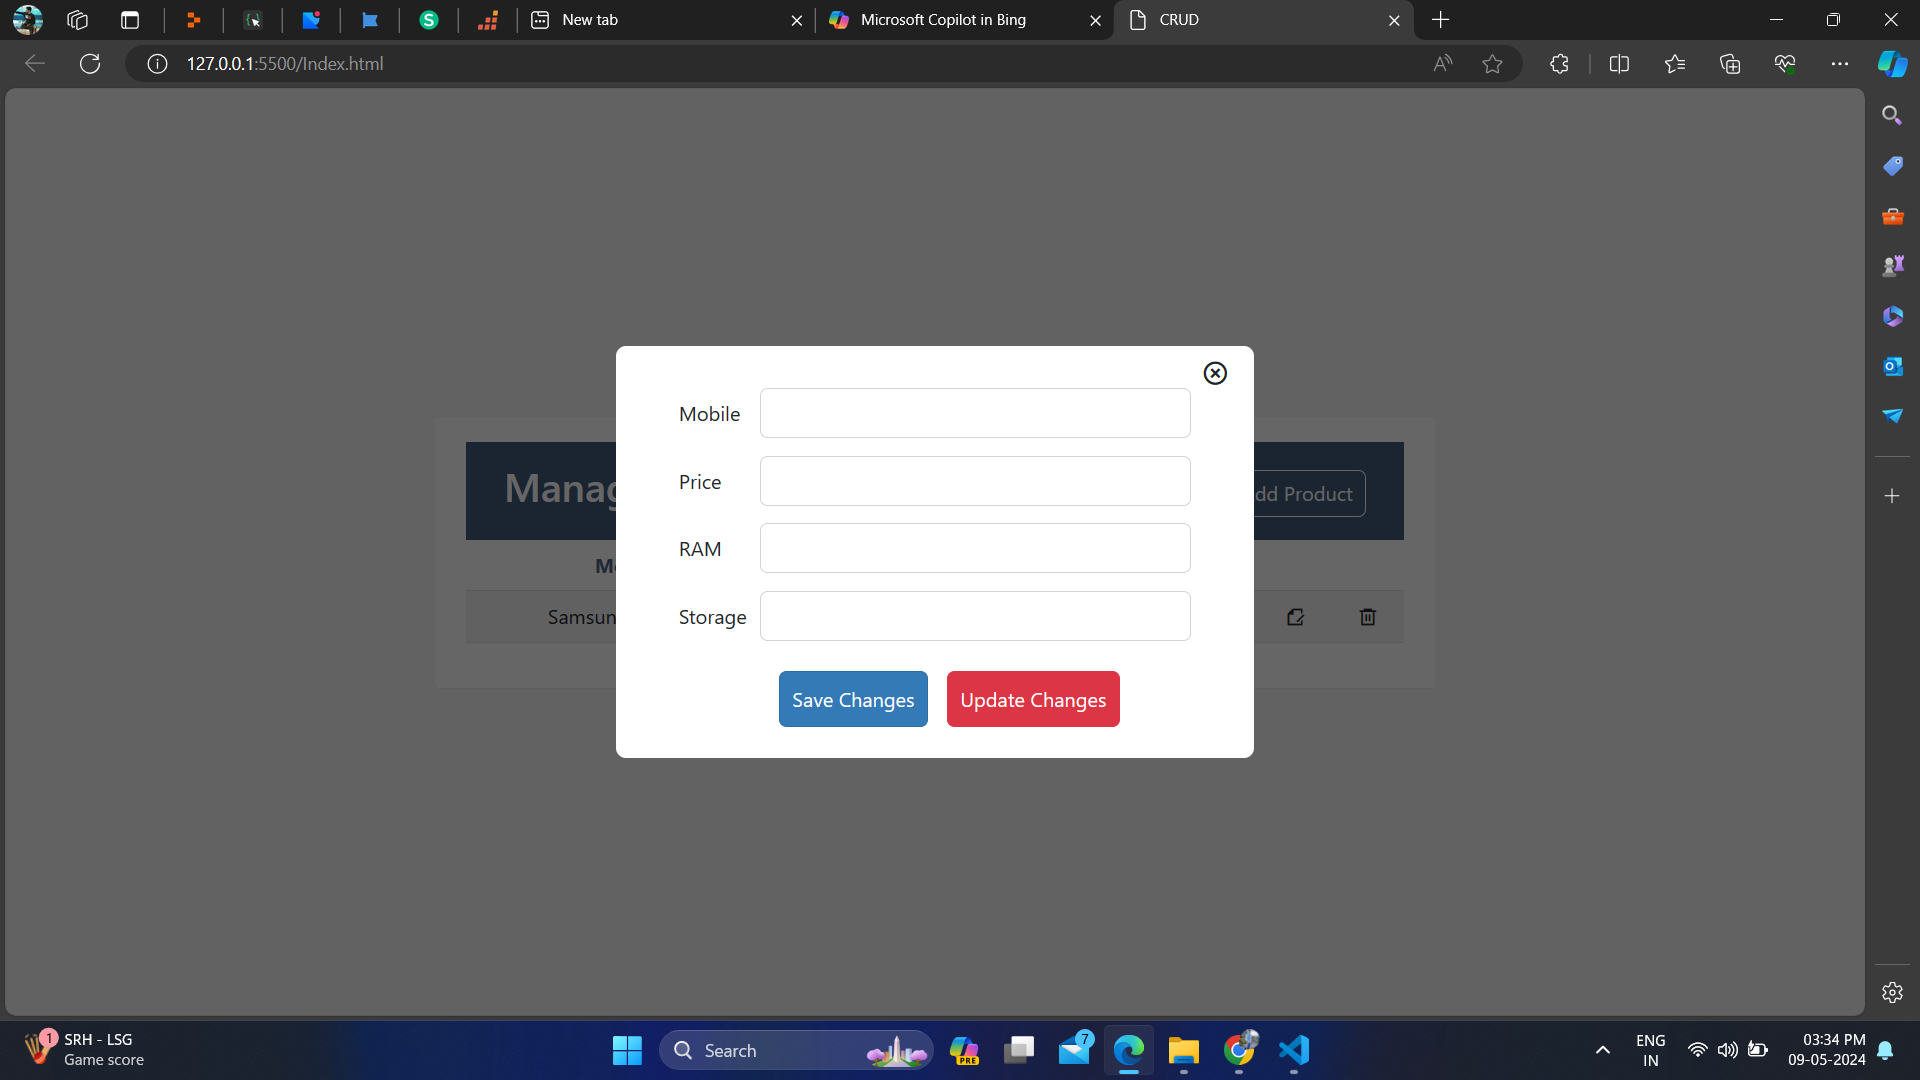 New tab
Microsoft Copilot in Bing
CRUD
127.0.0.1:5500/Index.html
Mobile
Price
Manag
dd Product
RAM
M
Storage
Samsun
Save Changes
Update Changes
1
SRH - LSG
Game score
Search
PRE
7
ENG
IN
03:34 PM
09-05-2024